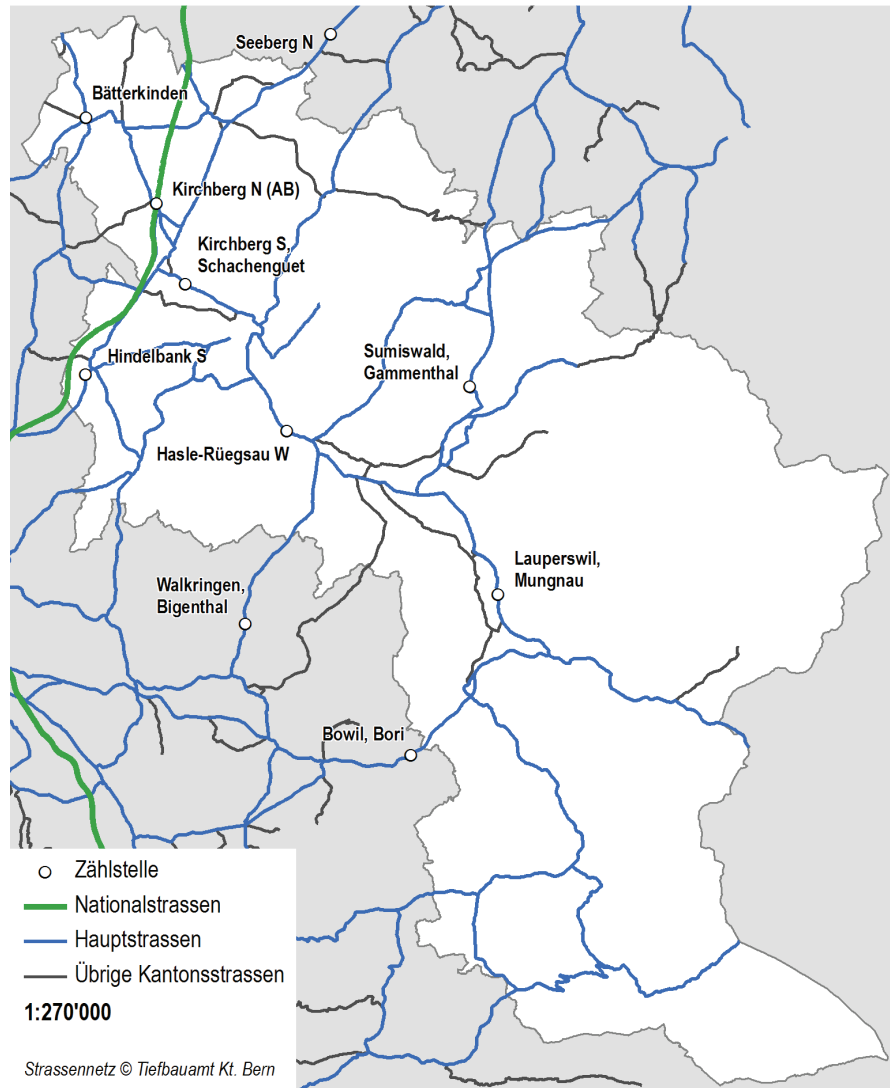 Seeberg N
Bätterkinden
Kirchberg N (AB)
Kirchberg S,
Schachenguet
Hindelbank S
Sumiswald,
Gammenthal
Hasle-Rüegsau W
Lauperswil,
Mungnau
Walkringen,
Bigenthal
Bowil, Bori
Zählstelle
Nationalstrassen
Hauptstrassen
Übrige Kantonsstrassen
1:270'000
Strassennetz © Tiefbauamt Kt. Bern